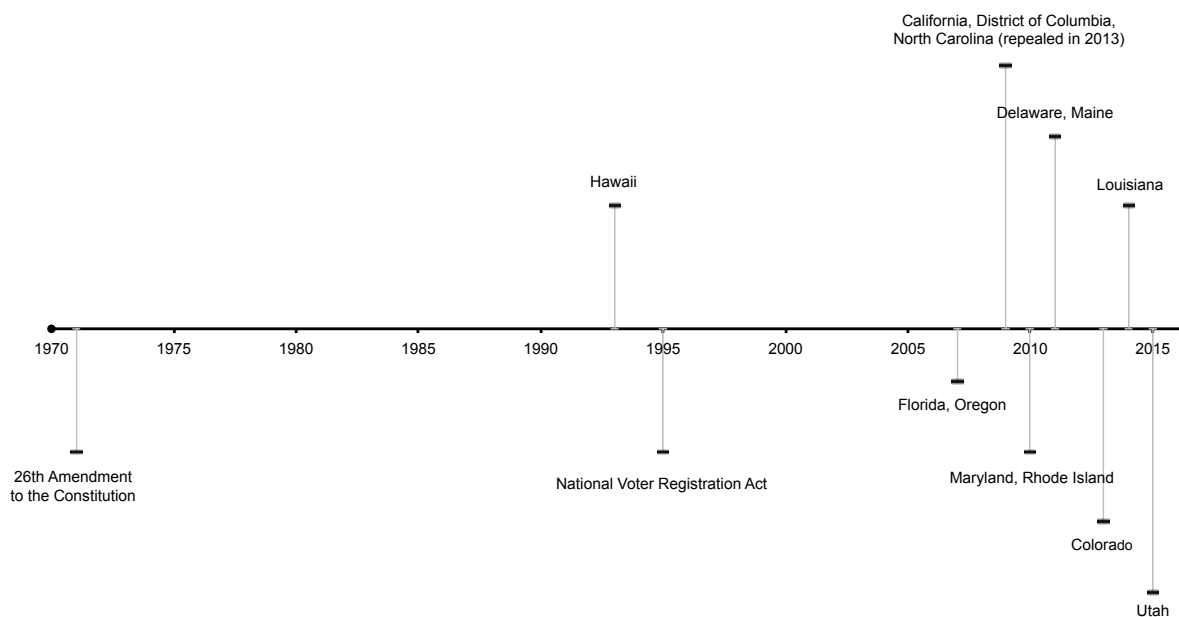 California, District of Columbia,
North Carolina (repealed in 2013)
Delaware, Maine
Hawaii
Louisiana
1970
1975
1980
1985
1990
1995
2000
2005
2010
2015
Florida, Oregon
26th Amendment
to the Constitution
National Voter Registration Act
Maryland, Rhode Island
Colorado
Utah